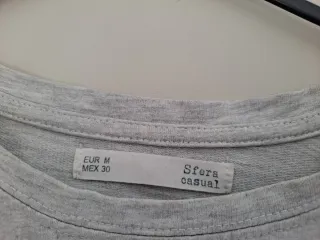 EUR M
MEX 30
Sfera
casual